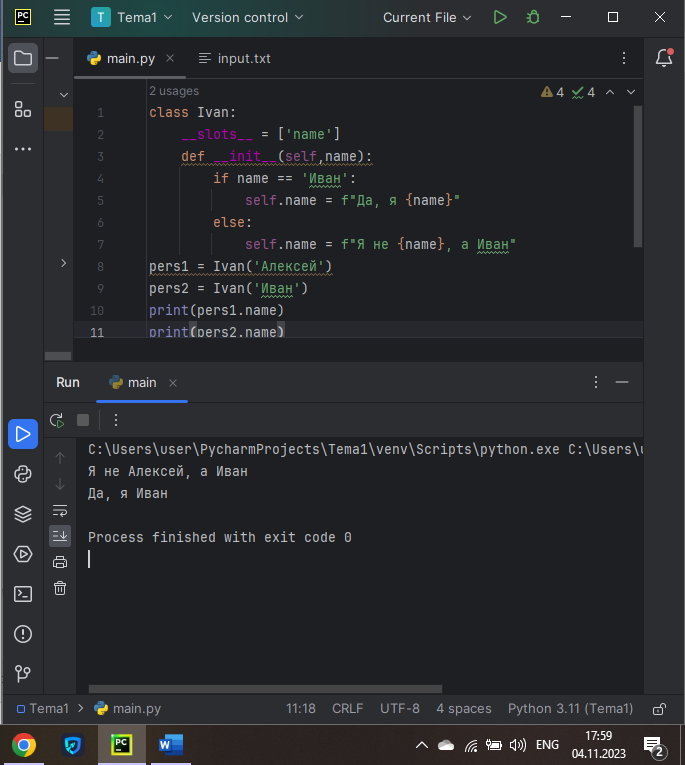 PC T Tema1 Version control Current File
main.py input.txt
2 usages 4 4
1 class Ivan:
2 __slots__ = ['name']
3 def __init__(self,name):
4 if name == 'Иван':
5 self.name = f"Да, я {name}"
6 else:
7 self.name = f"Я не {name}, а Иван"
8 pers1 = Ivan('Алексей')
9 pers2 = Ivan('Иван')
10 print(pers1.name)
11 print(pers2.name)
Run main
C:\Users\user\PycharmProjects\Tema1\venv\Scripts\python.exe C:\Users\
Я не Алексей, а Иван
Да, я Иван
Process finished with exit code 0
Tema1 main.py 11:18 CRLF UTF-8 4 spaces Python 3.11 (Tema1)
PC W ENG 17:59
04.11.2023 2